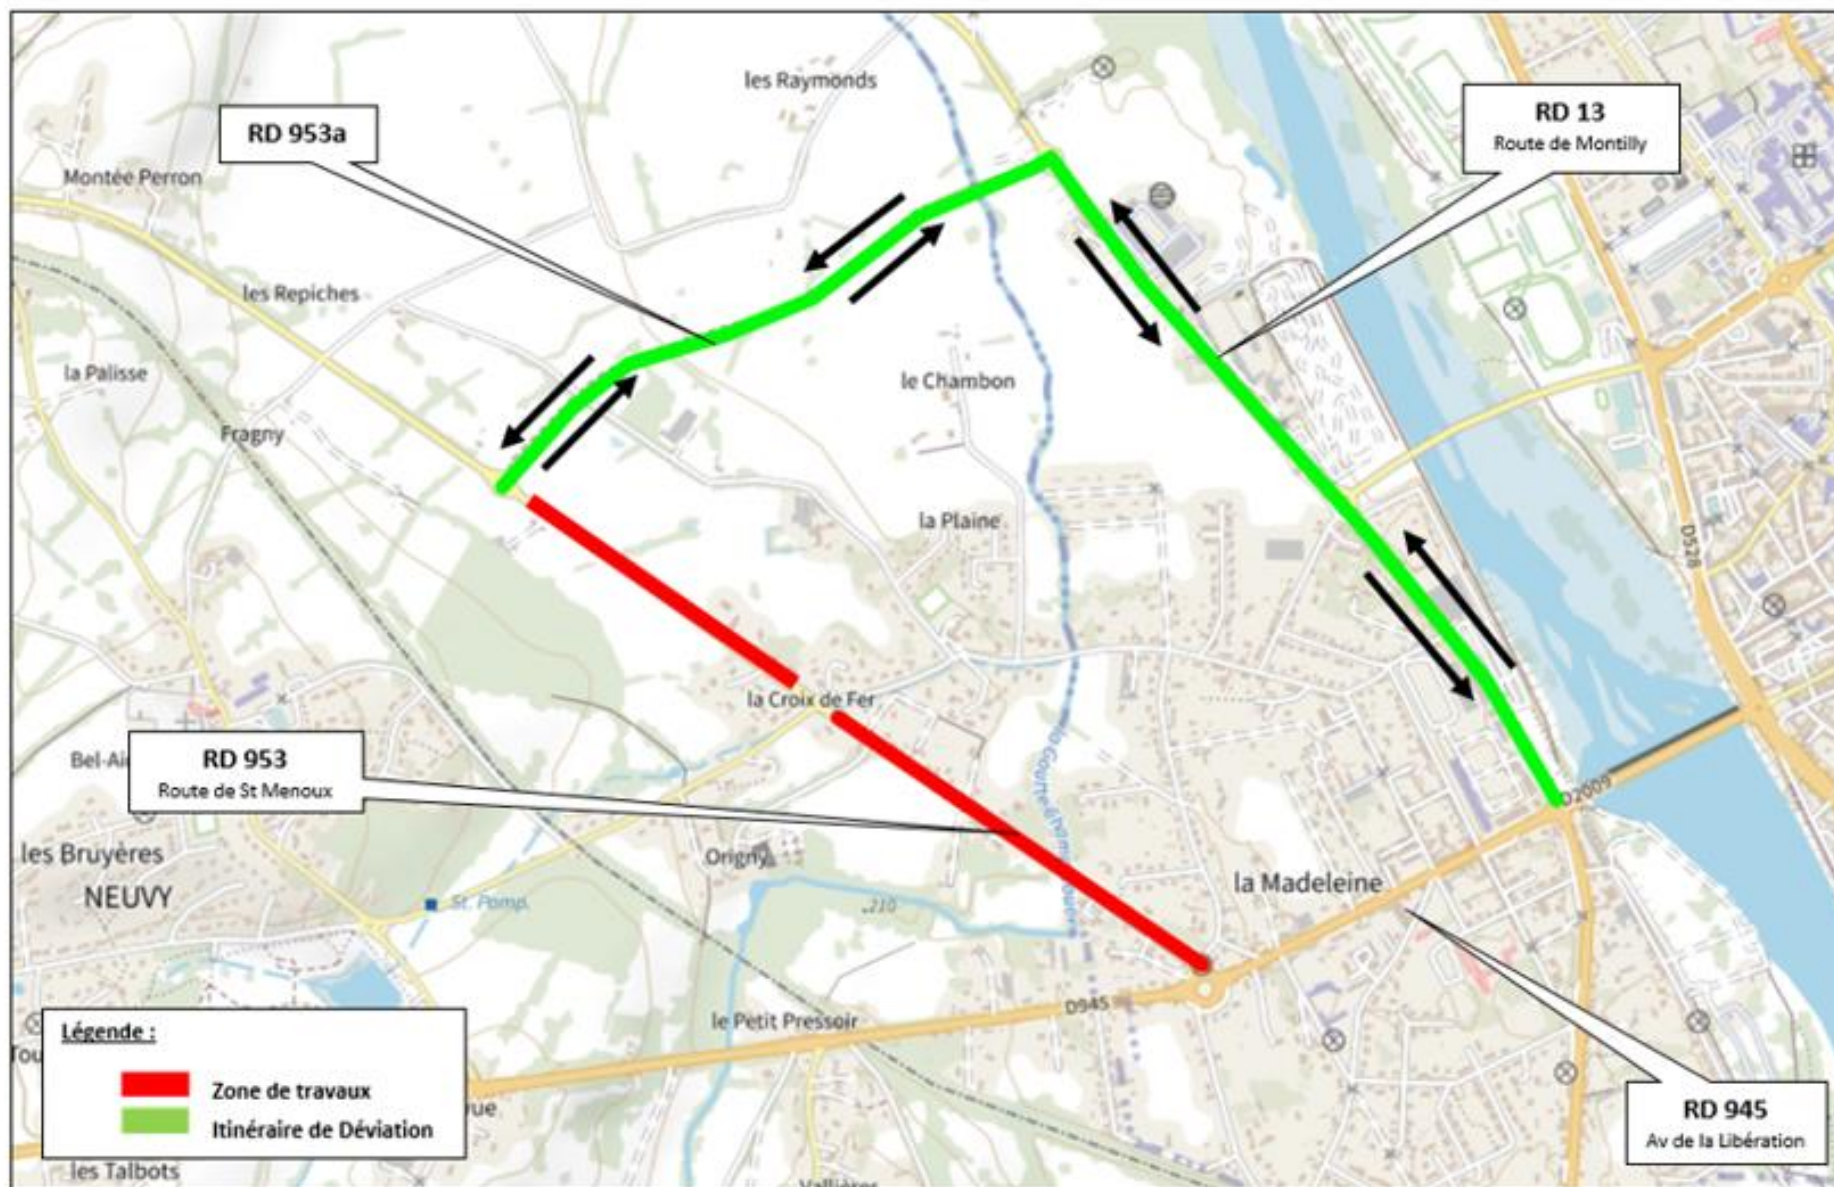 les Raymonds
RD 953a
RD 13
Route de Montilly
Montée Perron
les Repiches
la Palisse
le Chambon
Fragny
la Plaine
D528
la Croix de Fer
RD 953
Route de St Menoux
Bel-Ai
D2009
les Bruyères
NEUVY
Origny
la Madeleine
St. Pomp.
.210
D945
le Petit Pressoir
Légende :
Zone de travaux
Itinéraire de Déviation
RD 945
Av de la Libération
les Talbots
Vallières